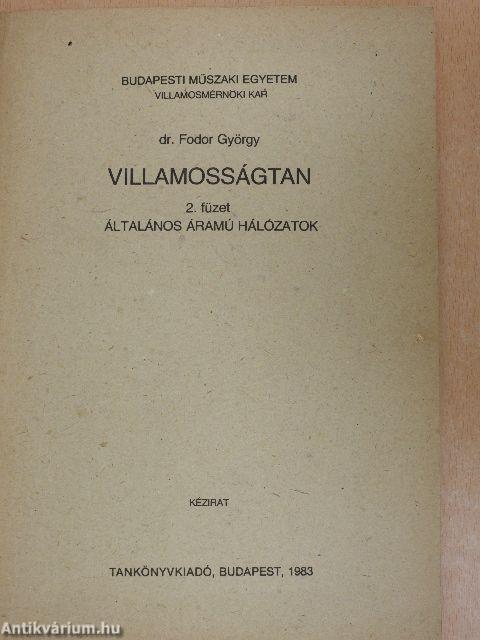 BUDAPESTI MŰSZAKI EGYETEM
VILLAMOSMÉRNÖKI KAR
dr. Fodor György
VILLAMOSSÁGTAN
2. füzet
ÁLTALÁNOS ÁRAMÚ HÁLÓZATOK
KÉZIRAT
TANKÖNYVKIADÓ, BUDAPEST, 1983
Antikvárium.hu